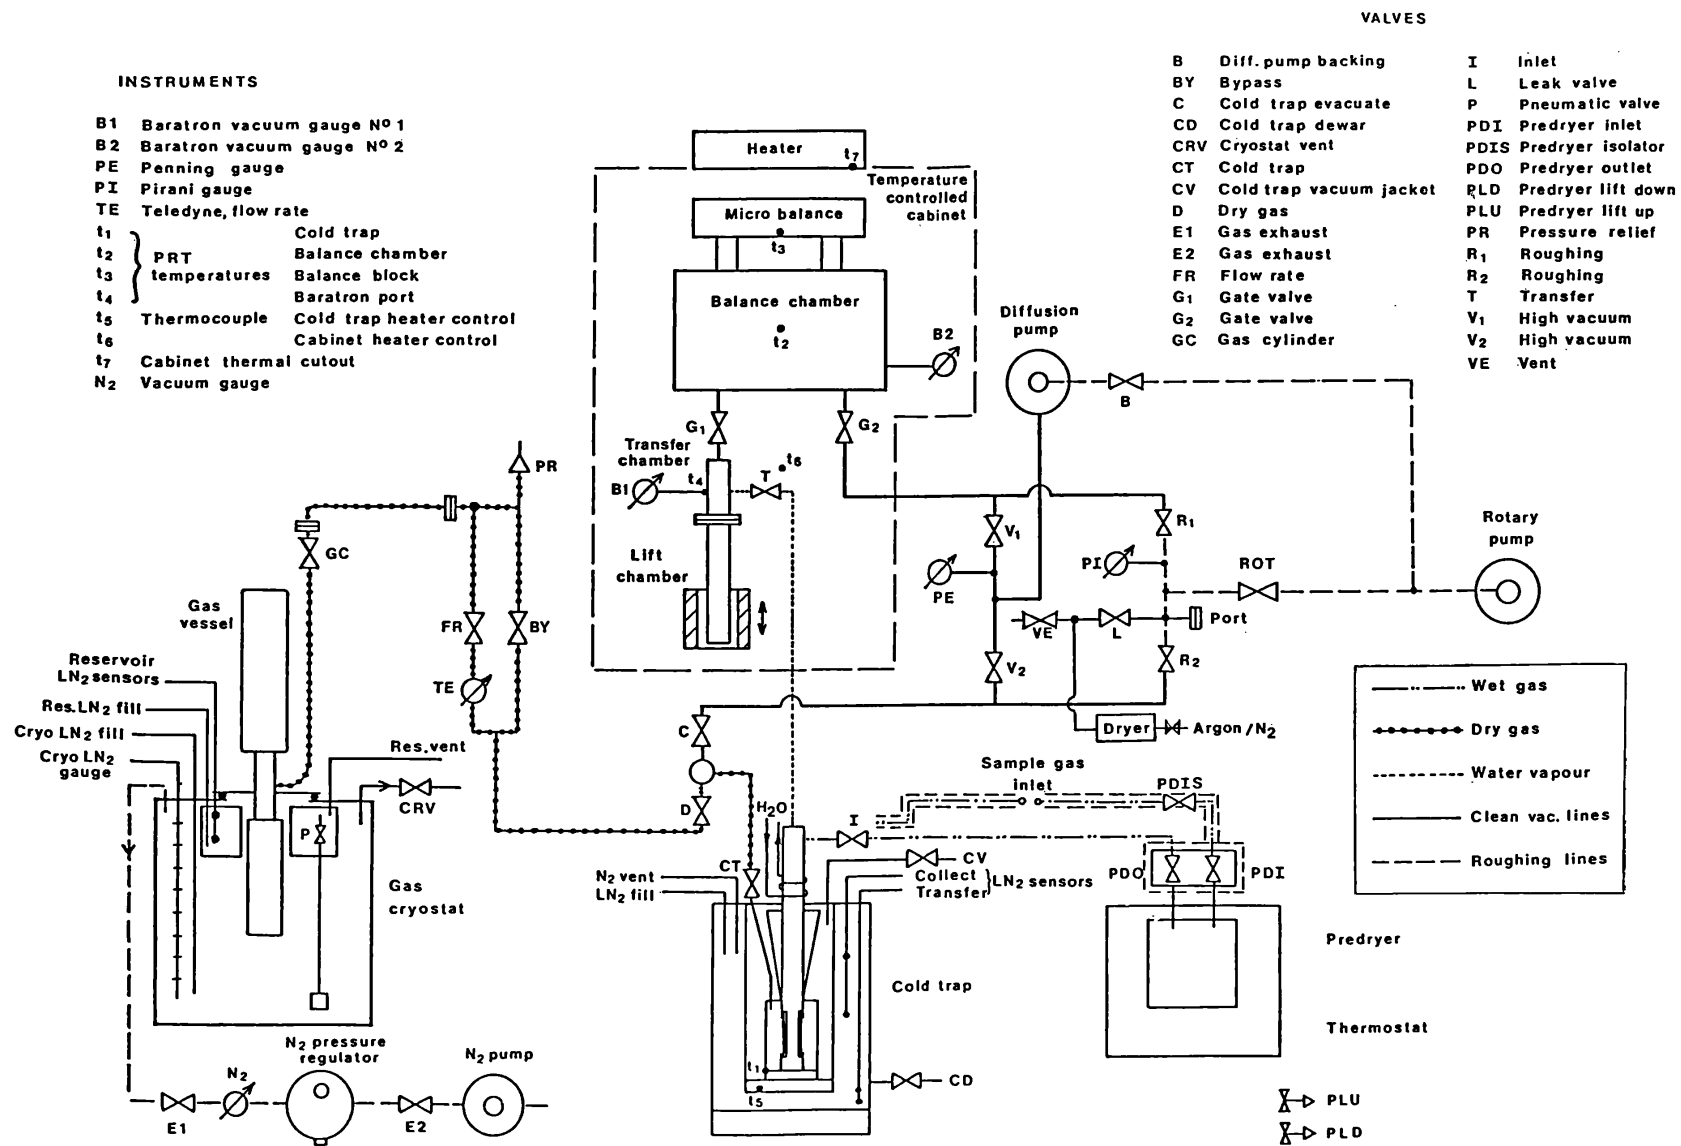 INSTRUMENTS
B1 Baratron vacuum gauge Nº 1
B2 Baratron vacuum gauge Nº 2
PE Penning gauge
PI Pirani gauge
TE Teledyne, flow rate
t1 Cold trap
t2 PRT Balance chamber
t3 temperatures Balance block
t4 Baratron port
t5 Thermocouple Cold trap heater control
t6 Cabinet heater control
t7 Cabinet thermal cutout
N2 Vacuum gauge
VALVES
B Diff. pump backing
BY Bypass
C Cold trap evacuate
CD Cold trap dewar
CRV Cryostat vent
CT Cold trap
CV Cold trap vacuum jacket
D Dry gas
E1 Gas exhaust
E2 Gas exhaust
FR Flow rate
G1 Gate valve
G2 Gate valve
GC Gas cylinder
I Inlet
L Leak valve
P Pneumatic valve
PDI Predryer inlet
PDIS Predryer isolator
PDO Predryer outlet
PLD Predryer lift down
PLU Predryer lift up
PR Pressure relief
R1 Roughing
R2 Roughing
T Transfer
V1 High vacuum
V2 High vacuum
VE Vent
Heater
t7
Temperature
controlled
cabinet
Micro balance
t3
Balance chamber
t2
B2
Diffusion
pump
B
G1
G2
Transfer
chamber
t4
T
t6
B1
Lift
chamber
PR
GC
Gas
vessel
FR
BY
TE
V1
R1
PI
PE
ROT
Rotary
pump
VE
L
Port
V2
R2
Dryer
Argon/N2
Wet gas
Dry gas
Water vapour
Clean vac. lines
Roughing lines
Reservoir
LN2 sensors
Res.LN2 fill
Cryo LN2 fill
Cryo LN2
gauge
Res.vent
CRV
P
Gas
cryostat
C
D
H2O
Sample gas
inlet
PDIS
I
CT
CV
N2 vent
LN2 fill
Collect
Transfer
LN2 sensors
PDO
PDI
Predryer
Thermostat
Cold trap
t1
t5
CD
N2 pressure
regulator
N2 pump
N2
E1
E2
PLU
PLD